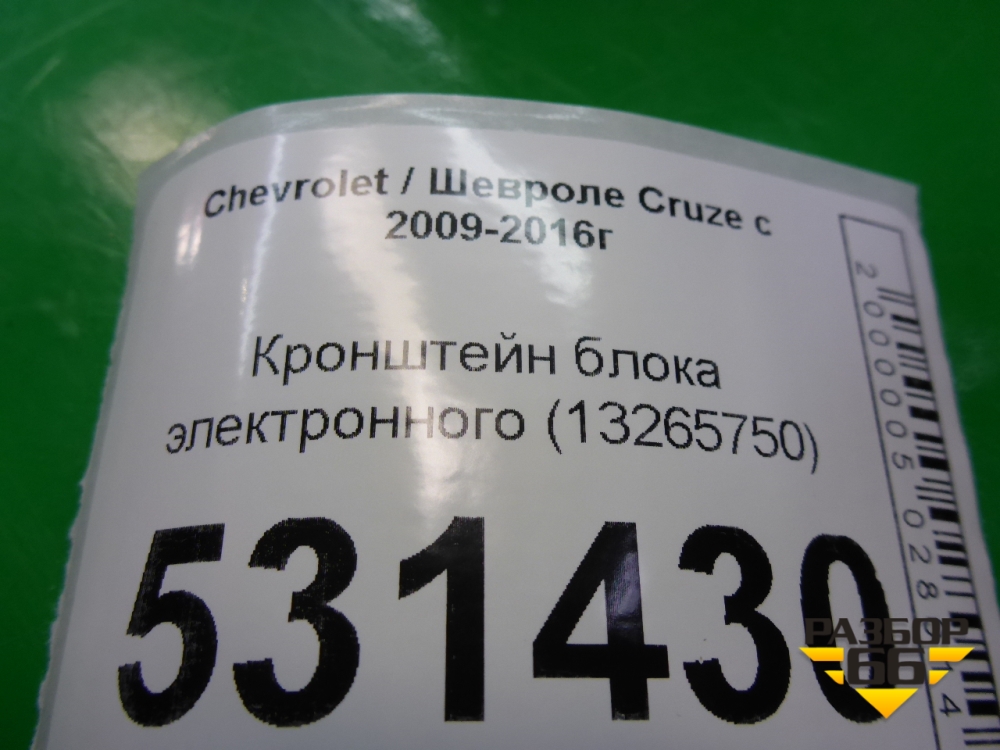 Chevrolet / Шевроле Cruze с
2009-2016г
Кронштейн блока
электронного (13265750)
531430
РАЗБОР
66